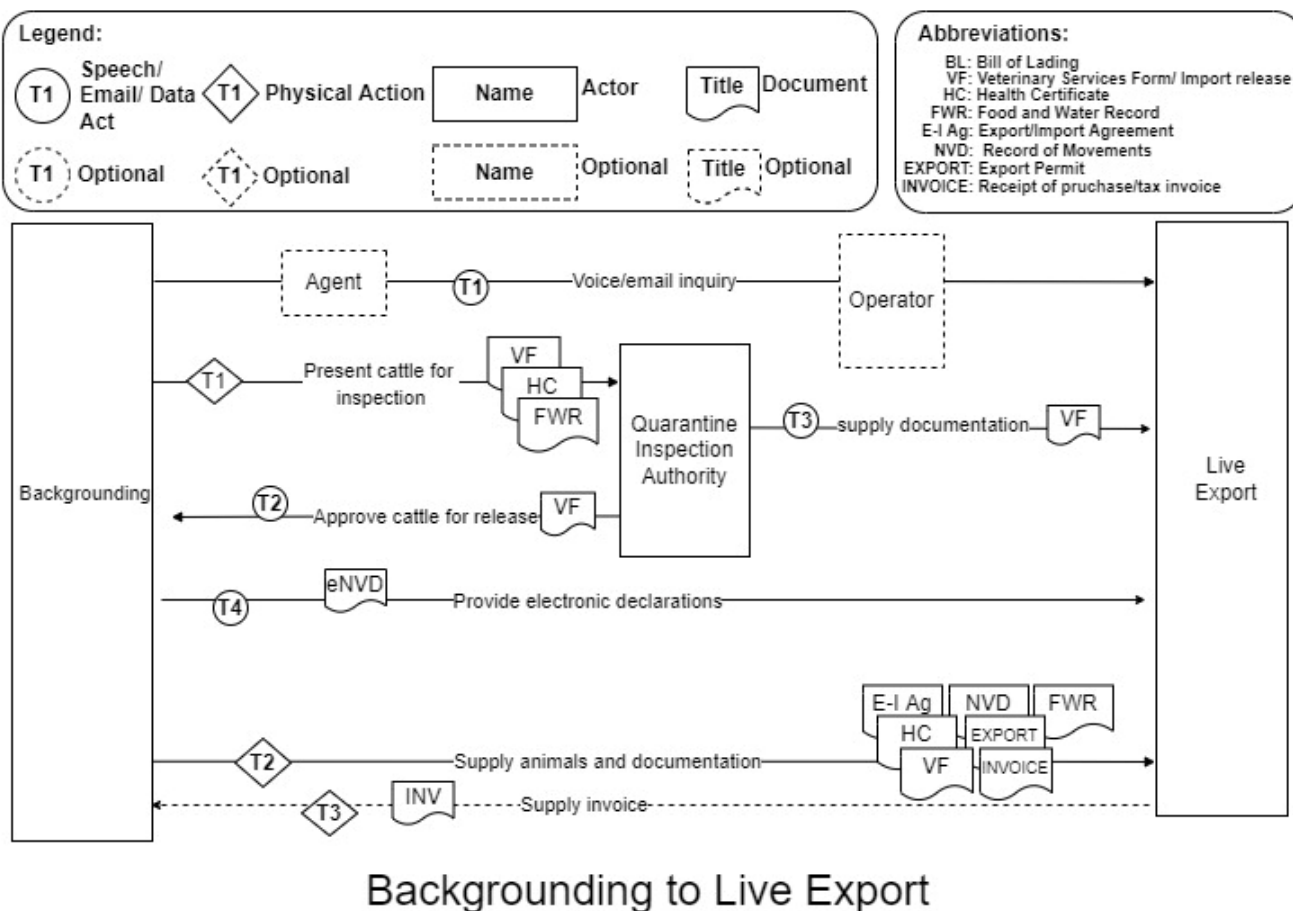 Legend:
T1
Speech/
Email/ Data
Act
T1
Physical Action
Name
Actor
Title
Document
T1
Optional
T1
Optional
Name
Optional
Title
Optional
Abbreviations:
BL: Bill of Lading
VF: Veterinary Services Form/ Import release
HC: Health Certificate
FWR: Food and Water Record
E-I Ag: Export/Import Agreement
NVD: Record of Movements
EXPORT: Export Permit
INVOICE: Receipt of pruchase/tax invoice
Backgrounding
Agent
T1
Voice/email inquiry
Operator
Live
Export
T1
Present cattle for
inspection
VF
HC
FWR
Quarantine
Inspection
Authority
T3
supply documentation
VF
T2
Approve cattle for release
VF
T4
eNVD
Provide electronic declarations
T2
Supply animals and documentation
E-I Ag
NVD
FWR
HC
EXPORT
VF
INVOICE
T3
INV
Supply invoice
Backgrounding to Live Export